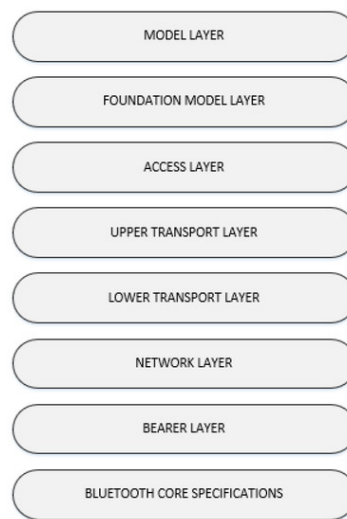 MODEL LAYER
FOUNDATION MODEL LAYER
ACCESS LAYER
UPPER TRANSPORT LAYER
LOWER TRANSPORT LAYER
NETWORK LAYER
BEARER LAYER
BLUETOOTH CORE SPECIFICATIONS